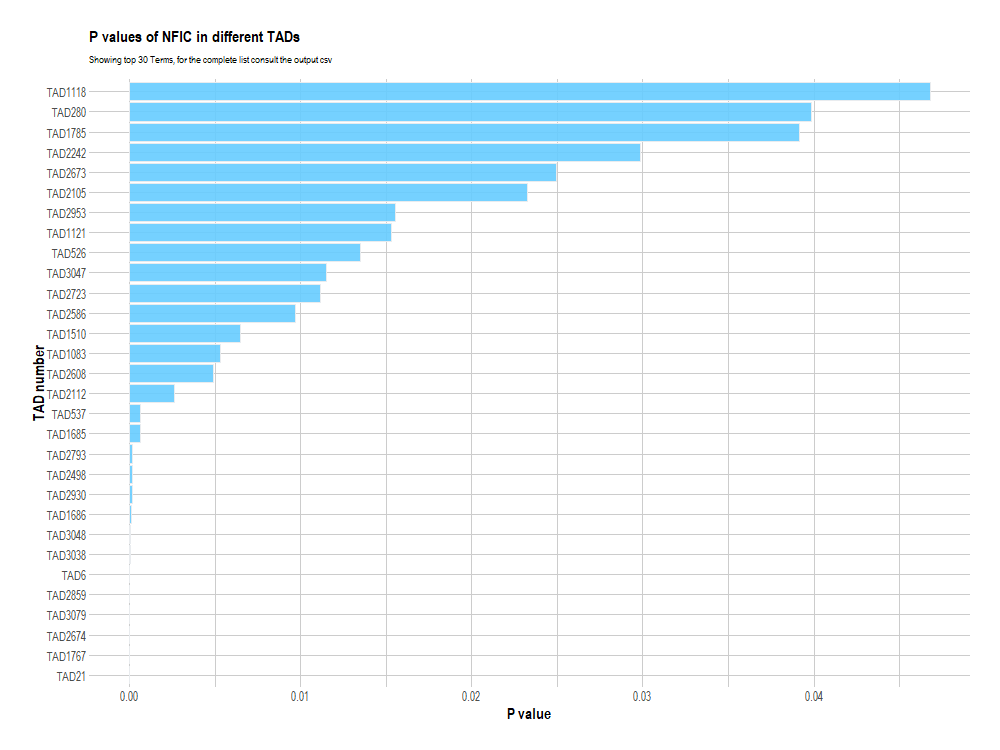 P values of NFIC in different TADs
Showing top 30 Terms, for the complete list consult the output csv
TAD1118
TAD280
TAD1785
TAD2242
TAD2673
TAD2105
TAD2953
TAD1121
TAD526
TAD3047
TAD2723
TAD2586
TAD1510
TAD1083
TAD2608
TAD2112
TAD537
TAD1685
TAD2793
TAD2498
TAD2930
TAD1686
TAD3048
TAD3038
TAD6
TAD2859
TAD3079
TAD2674
TAD1767
TAD21
TAD number
0.00 0.01 0.02 0.03 0.04
P value